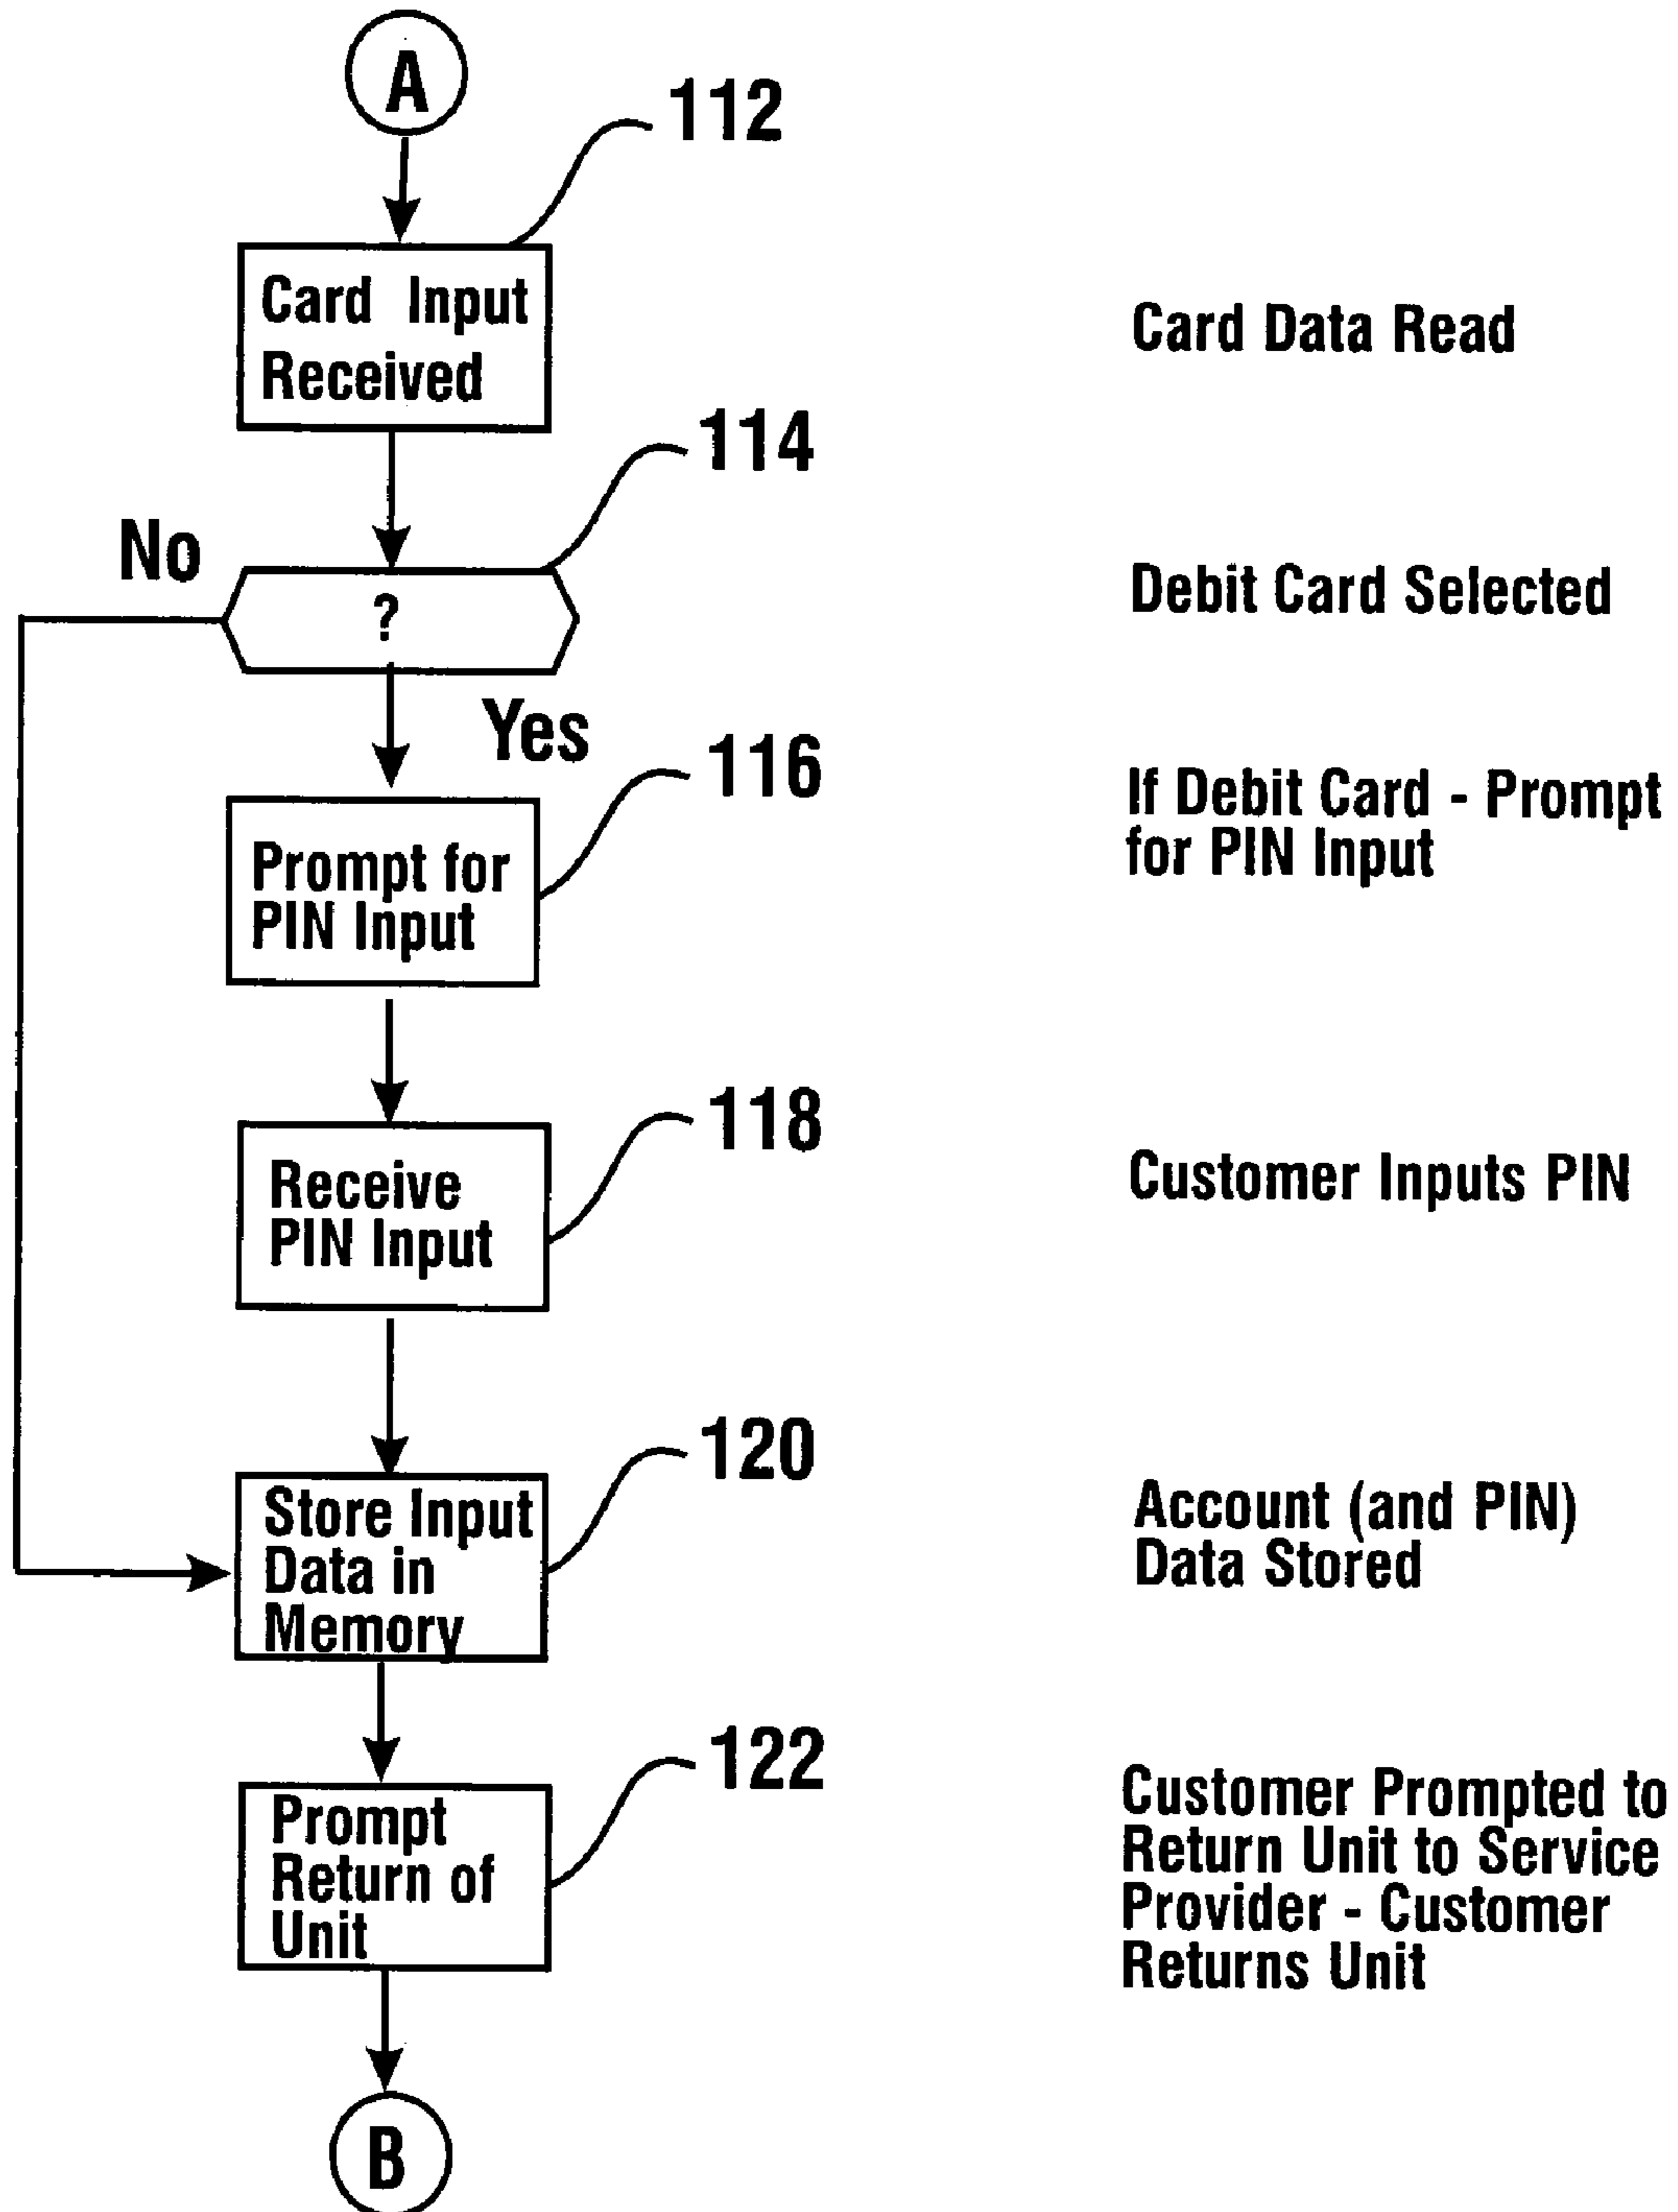 A
112
Card Input
Received
Card Data Read
114
No
?
Debit Card Selected
Yes
116
Prompt for
PIN Input
If Debit Card - Prompt
for PIN Input
118
Receive
PIN Input
Customer Inputs PIN
120
Store Input
Data in
Memory
Account (and PIN)
Data Stored
122
Prompt
Return of
Unit
Customer Prompted to
Return Unit to Service
Provider - Customer
Returns Unit
B